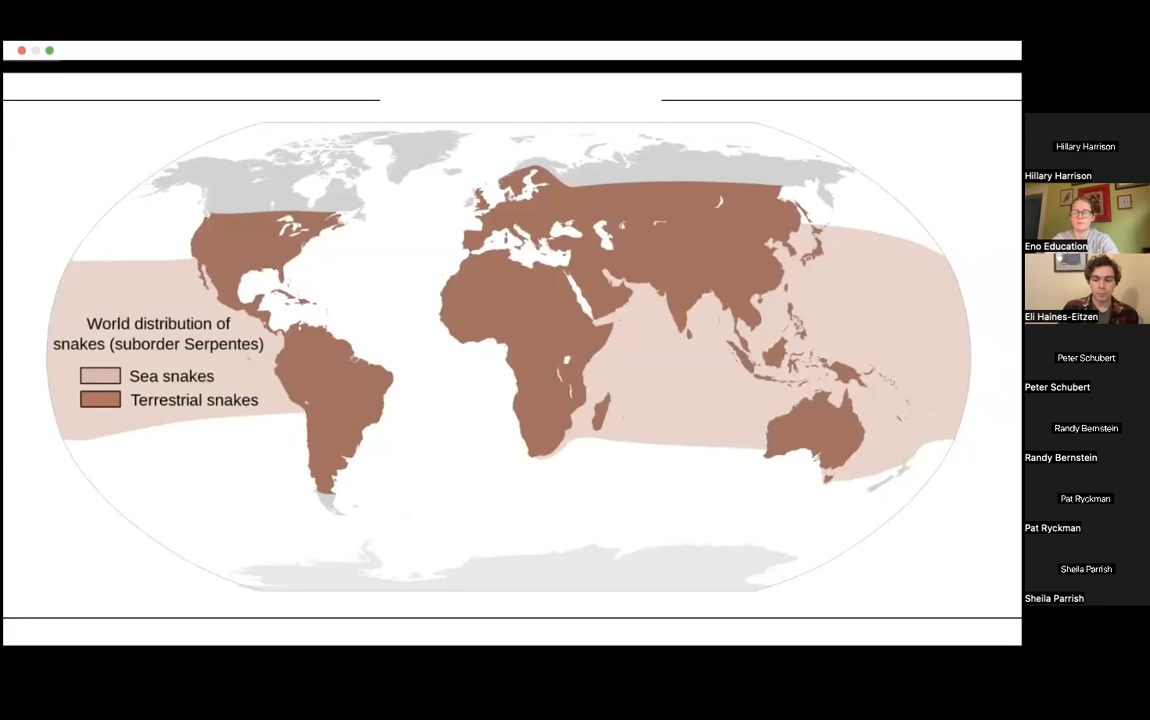 World distribution of
snakes (suborder Serpentes)
Sea snakes
Terrestrial snakes
Hillary Harrison
Hillary Harrison
Eno Education
Eli Haines-Eitzen
Peter Schubert
Peter Schubert
Randy Bernstein
Randy Bernstein
Pat Ryckman
Pat Ryckman
Sheila Parrish
Sheila Parrish